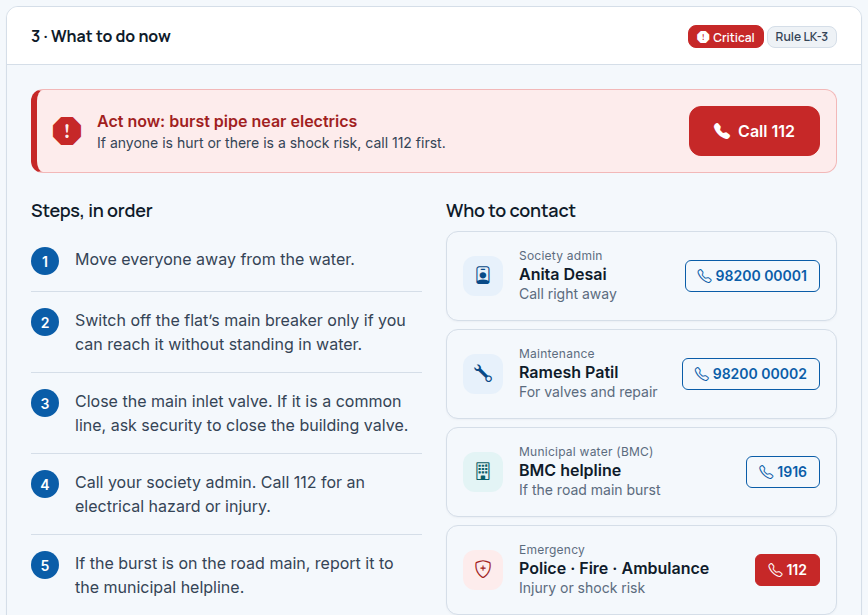 3 · What to do now
Critical
Rule LK-3
Act now: burst pipe near electrics
If anyone is hurt or there is a shock risk, call 112 first.
Call 112
Steps, in order
1
Move everyone away from the water.
2
Switch off the flat's main breaker only if you
can reach it without standing in water.
3
Close the main inlet valve. If it is a common
line, ask security to close the building valve.
4
Call your society admin. Call 112 for an
electrical hazard or injury.
5
If the burst is on the road main, report it to
the municipal helpline.
Who to contact
Society admin
Anita Desai
Call right away
98200 00001
Maintenance
Ramesh Patil
For valves and repair
98200 00002
Municipal water (BMC)
BMC helpline
If the road main burst
1916
Emergency
Police · Fire · Ambulance
Injury or shock risk
112